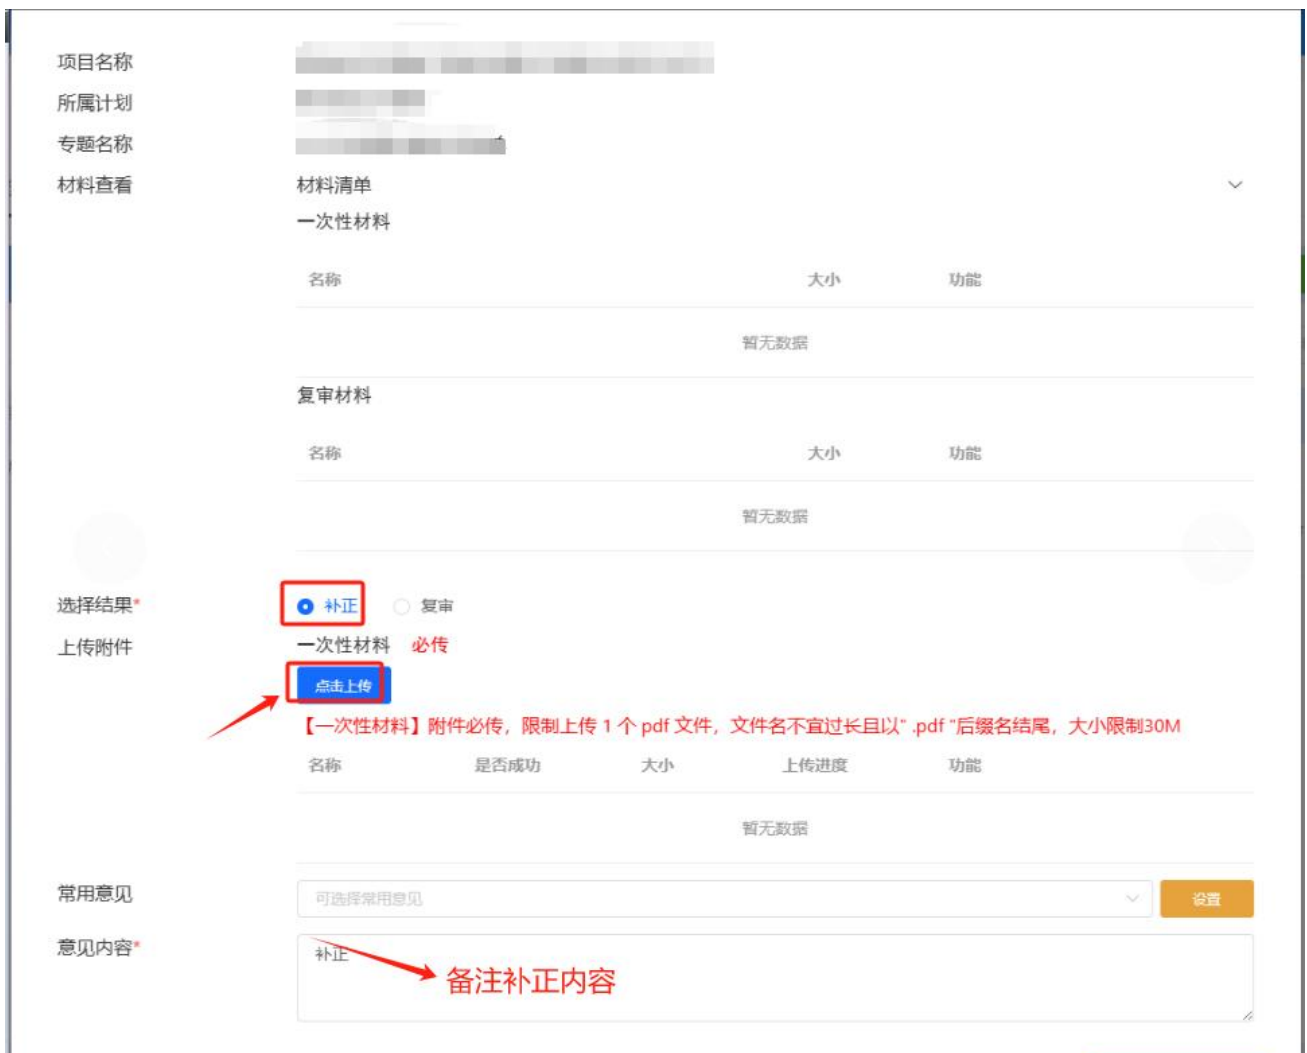 项目名称
所属计划
专题名称
材料查看 材料清单
一次性材料
名称 大小 功能
暂无数据
复审材料
名称 大小 功能
暂无数据
选择结果* 补正 复审
上传附件 一次性材料 必传
点击上传
【一次性材料】附件必传，限制上传 1 个 pdf 文件，文件名不宜过长且以" .pdf "后缀名结尾，大小限制30M
名称 是否成功 大小 上传进度 功能
暂无数据
常用意见 可选择常用意见 设置
意见内容* 补正
备注补正内容